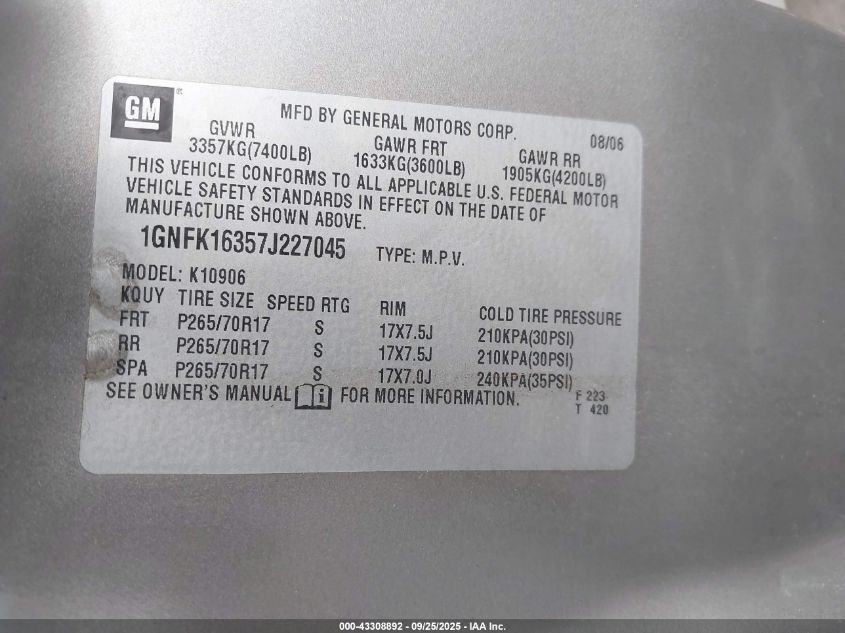 GM ®
MFD BY GENERAL MOTORS CORP. 08/06
GVWR GAWR FRT GAWR RR
3357KG(7400LB) 1633KG(3600LB) 1905KG(4200LB)
THIS VEHICLE CONFORMS TO ALL APPLICABLE U.S. FEDERAL MOTOR
VEHICLE SAFETY STANDARDS IN EFFECT ON THE DATE OF
MANUFACTURE SHOWN ABOVE.
1GNFK16357J227045 TYPE: M.P.V.
MODEL: K10906
KQUY TIRE SIZE SPEED RTG RIM COLD TIRE PRESSURE
FRT P265/70R17 S 17X7.5J 210KPA(30PSI)
RR P265/70R17 S 17X7.5J 210KPA(30PSI)
SPA P265/70R17 S 17X7.0J 240KPA(35PSI)
SEE OWNER'S MANUAL i FOR MORE INFORMATION. F 223
T 420
000-43308892 - 09/25/2025 - IAA Inc.